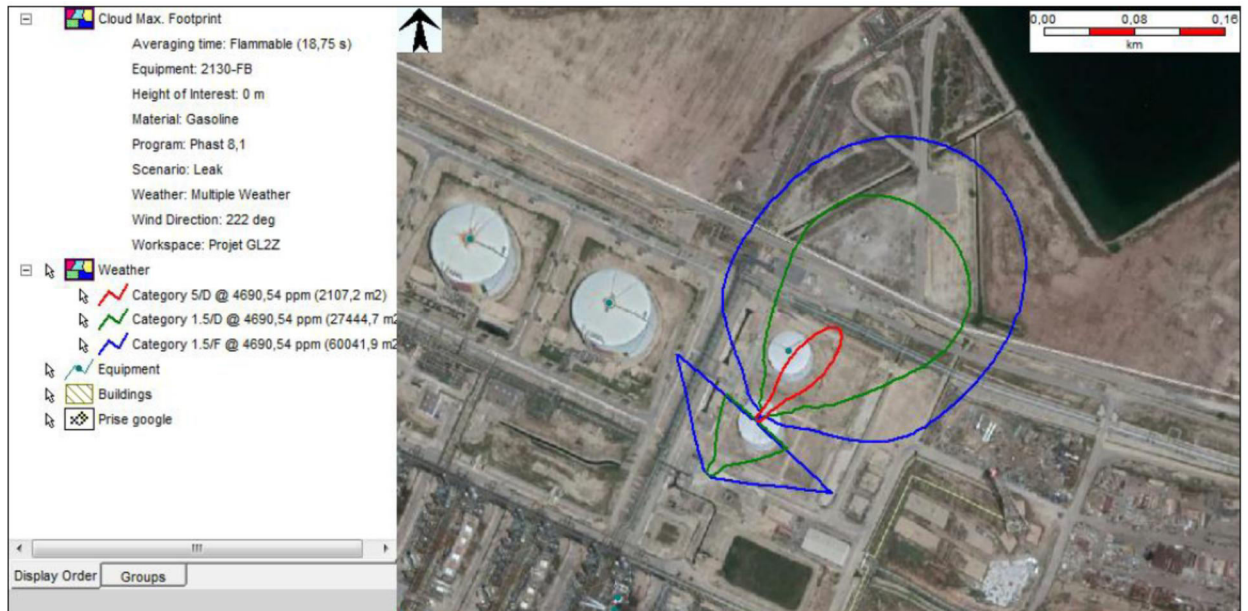 Cloud Max. Footprint
Averaging time: Flammable (18,75 s)
Equipment: 2130-FB
Height of Interest: 0 m
Material: Gasoline
Program: Phast 8,1
Scenario: Leak
Weather: Multiple Weather
Wind Direction: 222 deg
Workspace: Projet GL2Z
Weather
Category 5/D @ 4690,54 ppm (2107,2 m2)
Category 1.5/D @ 4690,54 ppm (27444,7 m2
Category 1.5/F @ 4690,54 ppm (60041,9 m2
Equipment
Buildings
Prise google
Display Order Groups
0,00 0,08 0,16
km